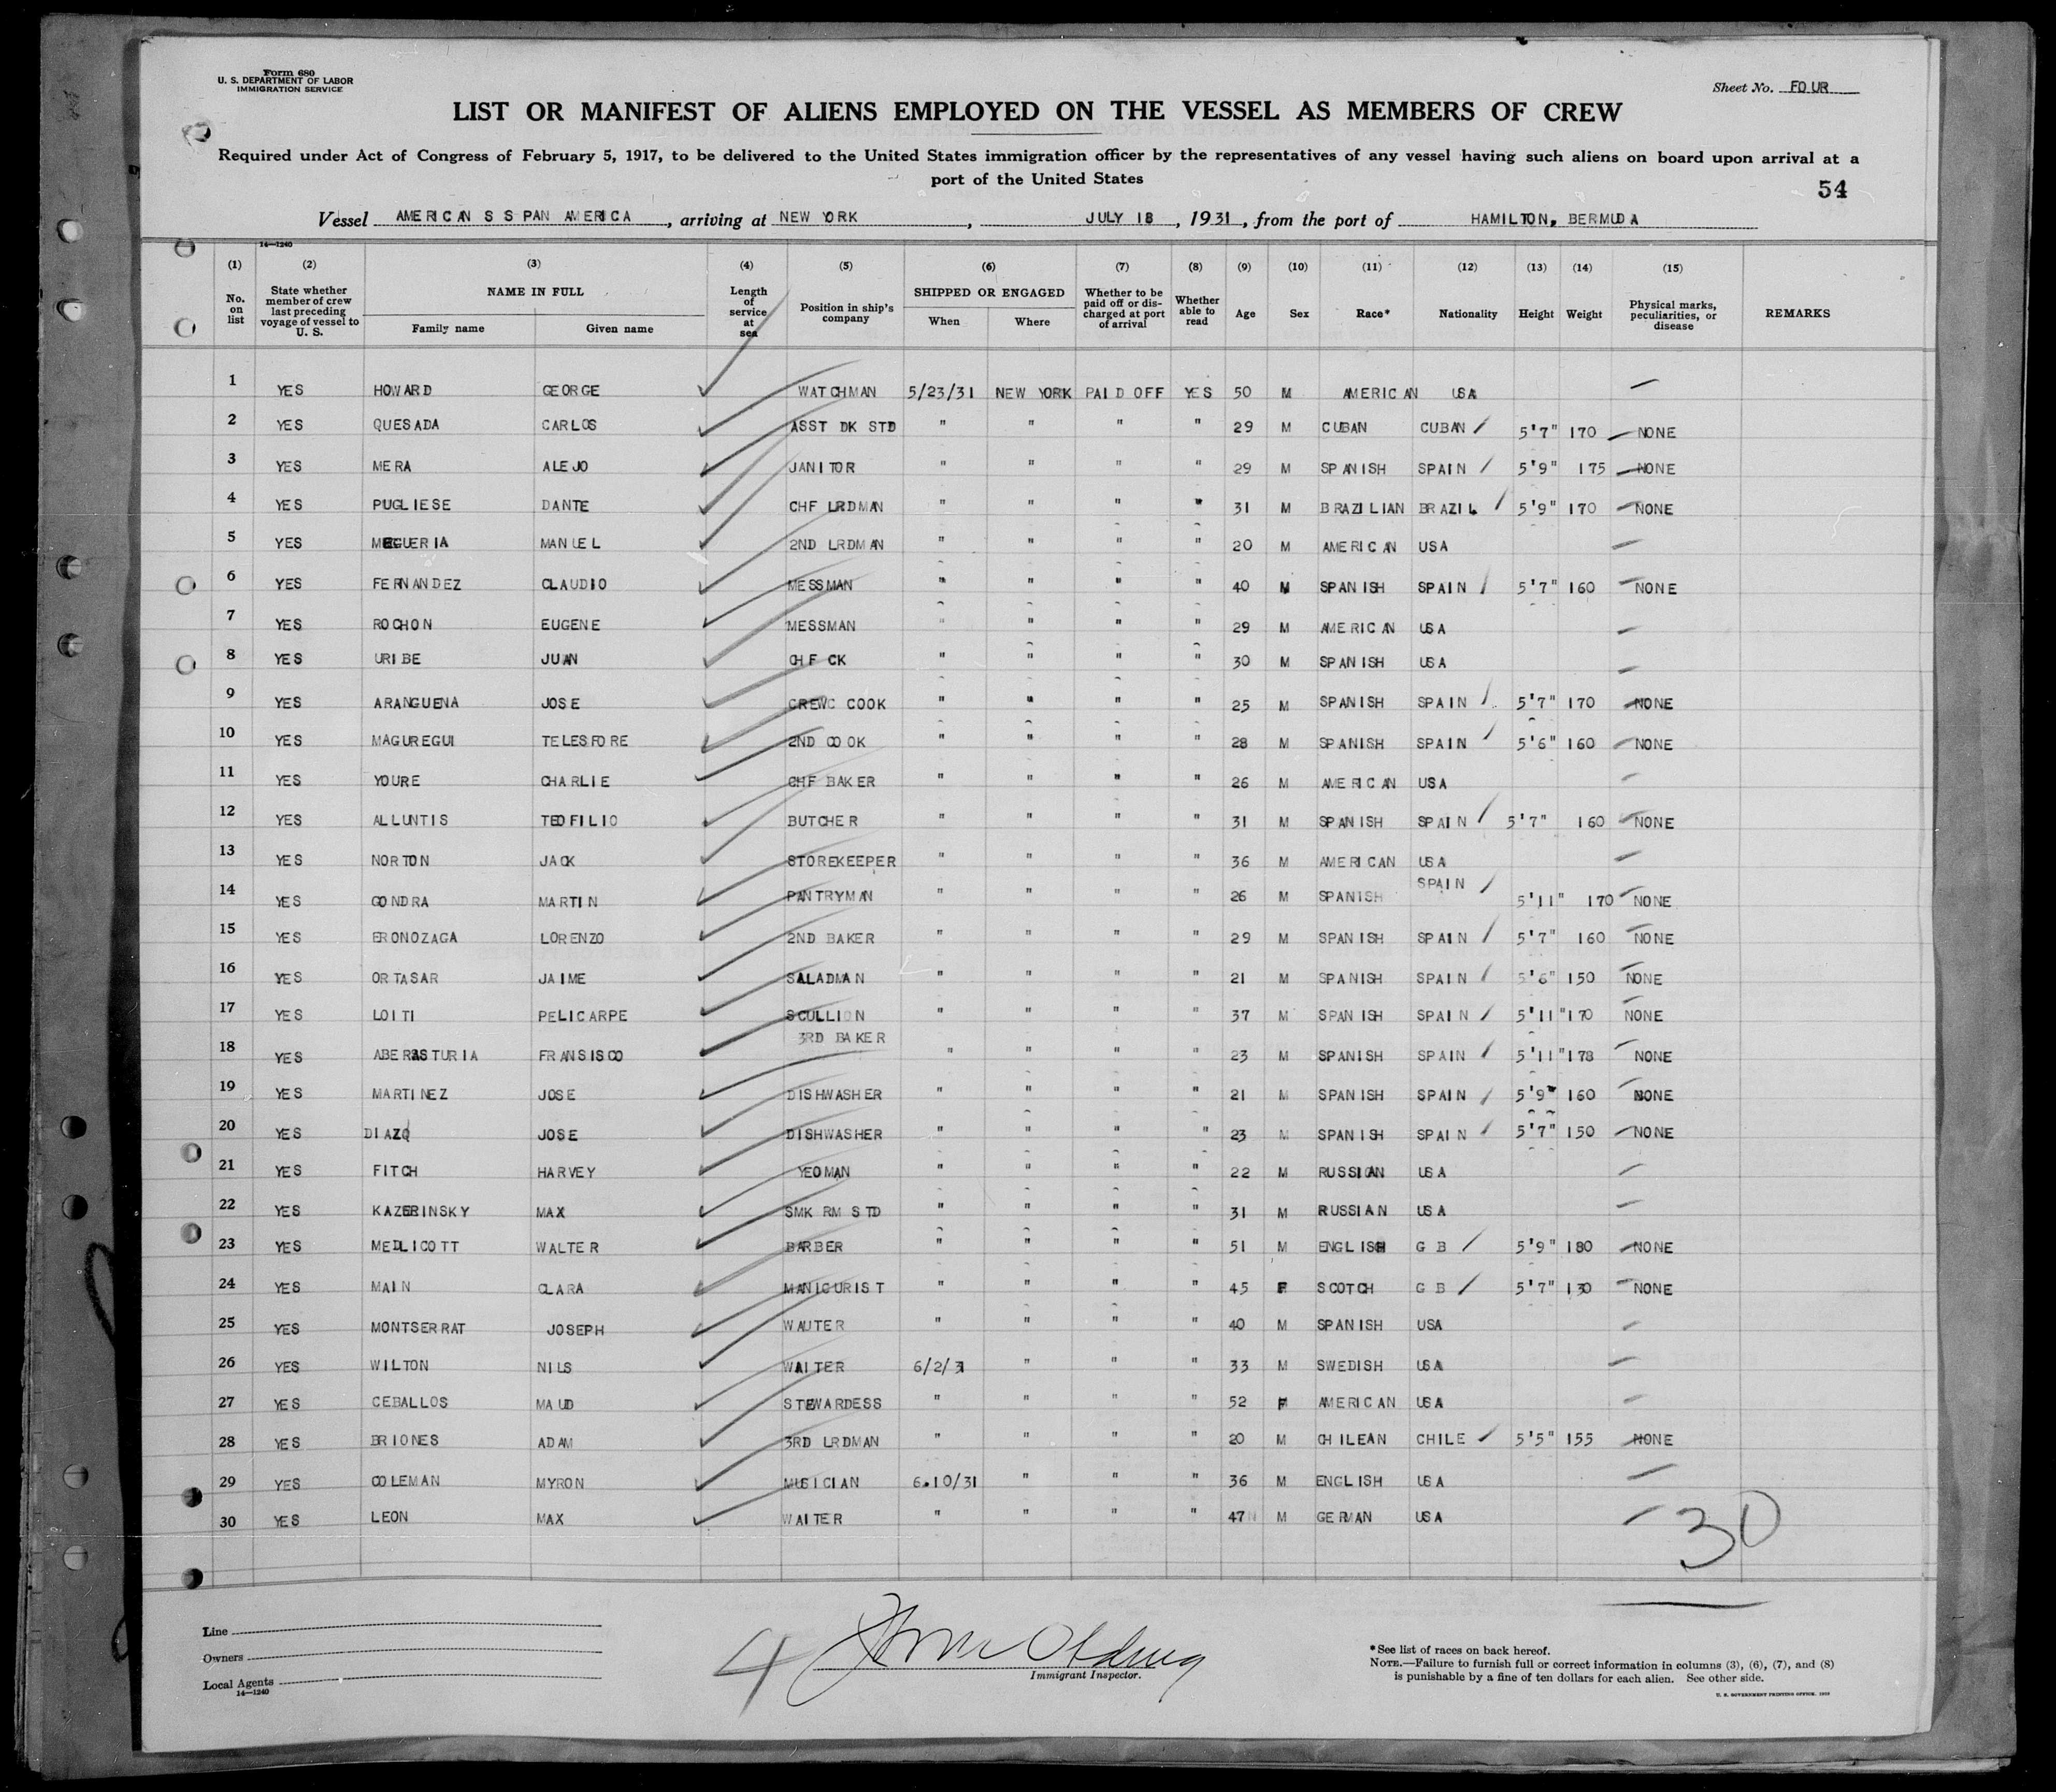 Form 680
U. S. DEPARTMENT OF LABOR
IMMIGRATION SERVICE
Sheet No. FOUR
LIST OR MANIFEST OF ALIENS EMPLOYED ON THE VESSEL AS MEMBERS OF CREW
Required under Act of Congress of February 5, 1917, to be delivered to the United States immigration officer by the representatives of any vessel having such aliens on board upon arrival at a
port of the United States
54
Vessel AMERICAN S S PAN AMERICA, arriving at NEW YORK, JULY 18, 1931, from the port of HAMILTON, BERMUDA
14—1240
(1) (2) (3) (4) (5) (6) (7) (8) (9) (10) (11) (12) (13) (14) (15)
No. on list State whether member of crew last preceding voyage of vessel to U. S. NAME IN FULL Family name Given name Length of service at sea Position in ship's company SHIPPED OR ENGAGED When Where Whether to be paid off or discharged at port of arrival Whether able to read Age Sex Race* Nationality Height Weight Physical marks, peculiarities, or disease REMARKS
1 YES HOWARD GEORGE WATCHMAN 5/23/31 NEW YORK PAID OFF YES 50 M AMERICAN USA
2 YES QUESADA CARLOS ASST DK STD " " " " 29 M CUBAN CUBAN 5'7" 170 NONE
3 YES MERA ALEJO JANITOR " " " " 29 M SPANISH SPAIN 5'9" 175 NONE
4 YES PUGLIESE DANTE CHF LRDMAN " " " " 31 M BRAZILIAN BRAZIL 5'9" 170 NONE
5 YES MANUEL 2ND LRDMAN " " " " 20 M AMERICAN USA
6 YES FERNANDEZ CLAUDIO MESSMAN " " " " 40 M SPANISH SPAIN 5'7" 160 NONE
7 YES ROCHON EUGENE MESSMAN " " " " 29 M AMERICAN USA
8 YES URIBE JUAN CHF CK " " " " 30 M SPANISH USA
9 YES ARANGUENA JOSE CREWC COOK " " " " 25 M SPANISH SPAIN 5'7" 170 NONE
10 YES MAGUREGUI TELESFORE 2ND COOK " " " " 28 M SPANISH SPAIN 5'6" 160 NONE
11 YES YOURE CHARLIE CHF BAKER " " " " 26 M AMERICAN USA
12 YES ALLUNTIS TEOFILIO BUTCHER " " " " 31 M SPANISH SPAIN 5'7" 160 NONE
13 YES NORTON JACK STOREKEEPER " " " " 36 M AMERICAN USA
14 YES GONDRA MARTIN PANTRYMAN " " " " 26 M SPANISH SPAIN 5'11" 170 NONE
15 YES ERONOZAGA LORENZO 2ND BAKER " " " " 29 M SPANISH SPAIN 5'7" 160 NONE
16 YES ORTASAR JAIME SALADMAN " " " " 21 M SPANISH SPAIN 5'6" 150 NONE
17 YES LOITI PELICARPE SCULLION " " " " 37 M SPANISH SPAIN 5'11" 170 NONE
18 YES ABERASTURIA FRANSISCO 3RD BAKER " " " " 23 M SPANISH SPAIN 5'11" 178 NONE
19 YES MARTINEZ JOSE DISHWASHER " " " " 21 M SPANISH SPAIN 5'9" 160 NONE
20 YES DIAZO JOSE DISHWASHER " " " " 23 M SPANISH SPAIN 5'7" 150 NONE
21 YES FITCH HARVEY YEOMAN " " " " 22 M RUSSIAN USA
22 YES KAZERINSKY MAX SMK RM STD " " " " 31 M RUSSIAN USA
23 YES MEDLICOTT WALTER BARBER " " " " 51 M ENGLISH G B 5'9" 180 NONE
24 YES MAIN CLARA MANICURIST " " " " 45 F SCOTCH G B 5'7" 130 NONE
25 YES MONTSERRAT JOSEPH WAUTER " " " " 40 M SPANISH USA
26 YES WILTON NILS WAITER 6/2/31 " " " 33 M SWEDISH USA
27 YES CEBALLOS MAUD STEWARDESS " " " " 52 F AMERICAN USA
28 YES BRIONES ADAM 3RD LRDMAN " " " " 20 M CHILEAN CHILE 5'5" 155 NONE
29 YES COLEMAN MYRON MUSICIAN 6.10/31 " " " 36 M ENGLISH USA
30 YES LEON MAX WAITER " " " " 47 M GERMAN USA
30
Line
Owners
Local Agents
14—1240
4
Immigrant Inspector.
*See list of races on back hereof.
NOTE.—Failure to furnish full or correct information in columns (3), (6), (7), and (8)
is punishable by a fine of ten dollars for each alien. See other side.
U. S. GOVERNMENT PRINTING OFFICE